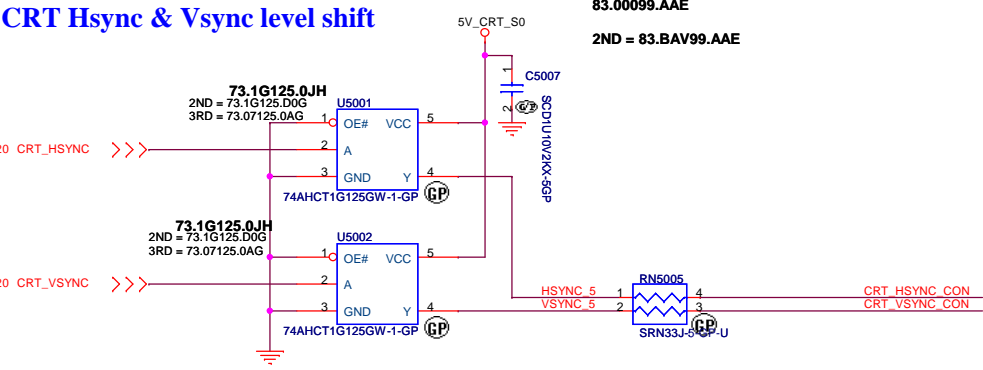 CRT Hsync & Vsync level shift
83.00099.AAE
2ND = 83.BAV99.AAE
5V_CRT_S0
C5007
1
2
GP
SCD1U10V2KX-5GP
73.1G125.0JH
2ND = 73.1G125.D0G
3RD = 73.07125.0AG
U5001
1 OE# VCC 5
20 CRT_HSYNC
2 A
3 GND Y 4
74AHCT1G125GW-1-GP
GP
73.1G125.0JH
2ND = 73.1G125.D0G
3RD = 73.07125.0AG
U5002
1 OE# VCC 5
20 CRT_VSYNC
2 A
3 GND Y 4
74AHCT1G125GW-1-GP
GP
RN5005
HSYNC_5 1 4 CRT_HSYNC_CON
VSYNC_5 2 3 CRT_VSYNC_CON
GP
SRN33J-5-GP-U